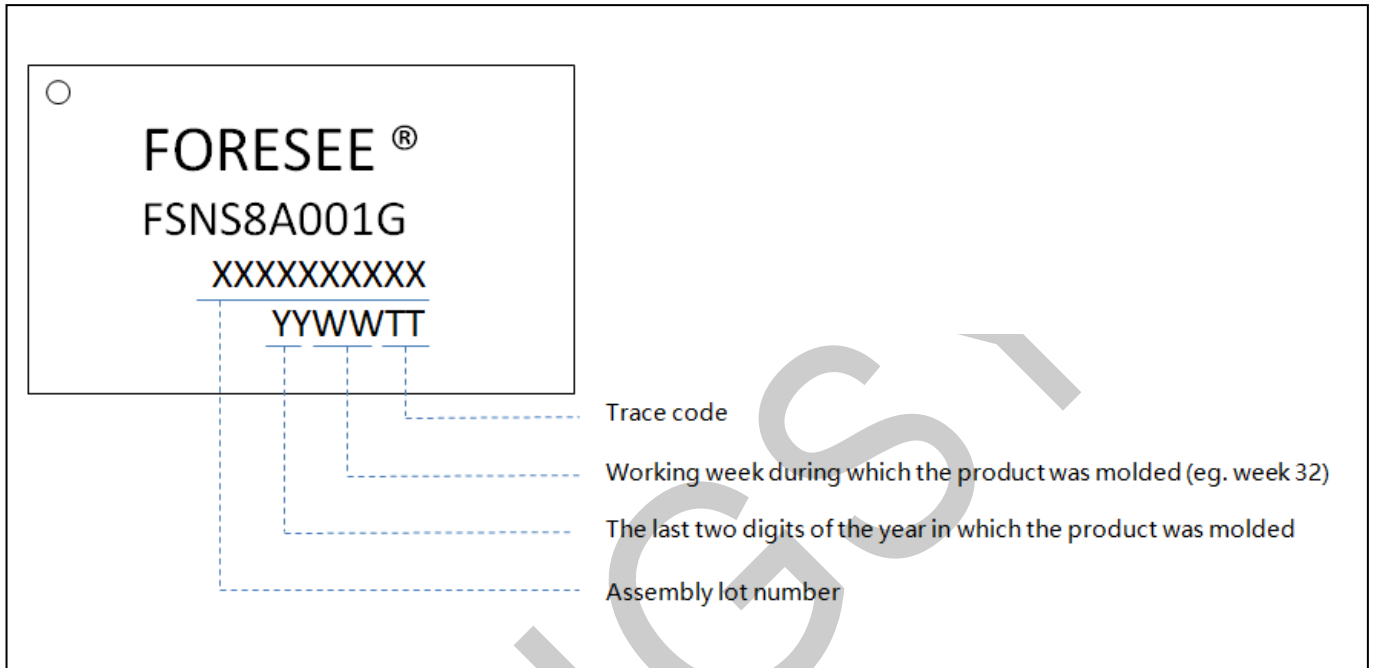 FORESEE ®
FSNS8A001G
XXXXXXXXXX
YYWWTT
Trace code
Working week during which the product was molded (eg. week 32)
The last two digits of the year in which the product was molded
Assembly lot number